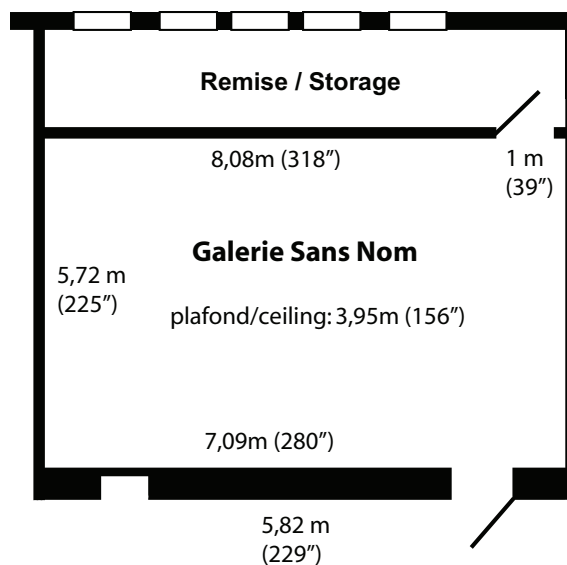 Remise / Storage
8,08m (318”)
1 m
(39”)
Galerie Sans Nom
5,72 m
(225”)
plafond/ceiling: 3,95m (156”)
7,09m (280”)
5,82 m
(229”)